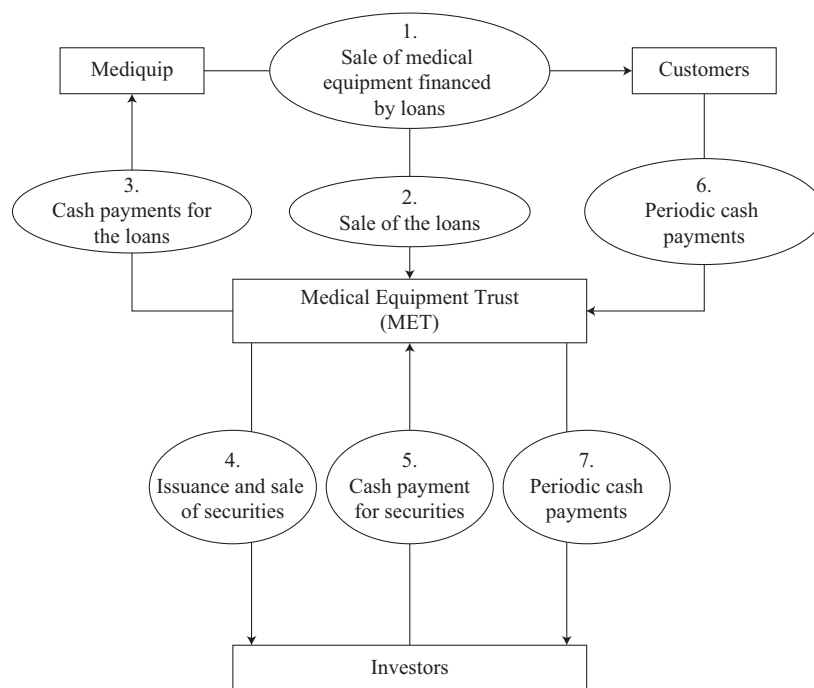 1.
Sale of medical
equipment financed
by loans
Mediquip
Customers
3.
Cash payments for
the loans
2.
Sale of the loans
6.
Periodic cash
payments
Medical Equipment Trust
(MET)
4.
Issuance and sale
of securities
5.
Cash payment
for securities
7.
Periodic cash
payments
Investors